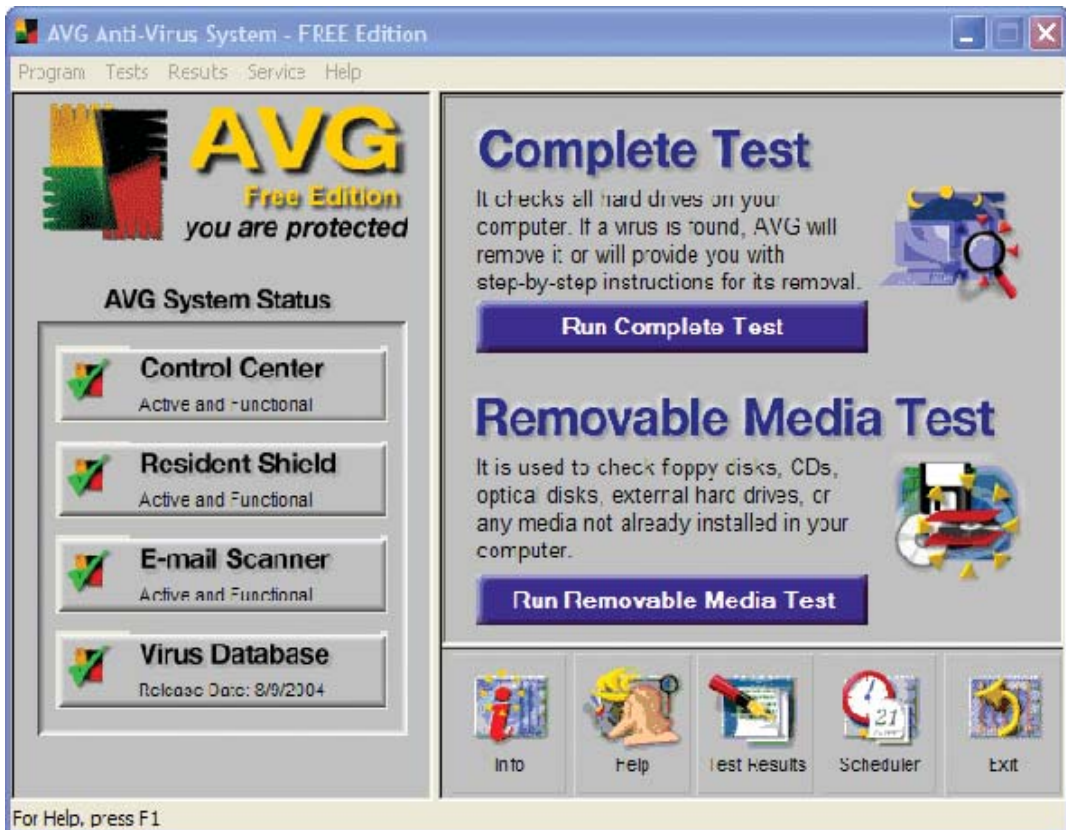 AVG Anti-Virus System - FREE Edition
Program Tests Results Service Help
AVG
Free Edition
you are protected
AVG System Status
Control Center
Active and Functional
Resident Shield
Active and Functional
E-mail Scanner
Active and Functional
Virus Database
Release Date: 8/9/2004
Complete Test
It checks all hard drives on your
computer. If a virus is found, AVG will
remove it or will provide you with
step-by-step instructions for its removal.
Run Complete Test
Removable Media Test
It is used to check floppy disks, CDs,
optical disks, external hard drives, or
any media not already installed in your
computer.
Run Removable Media Test
21
Info
Help
Test Results
Scheduler
Exit
For Help, press F1